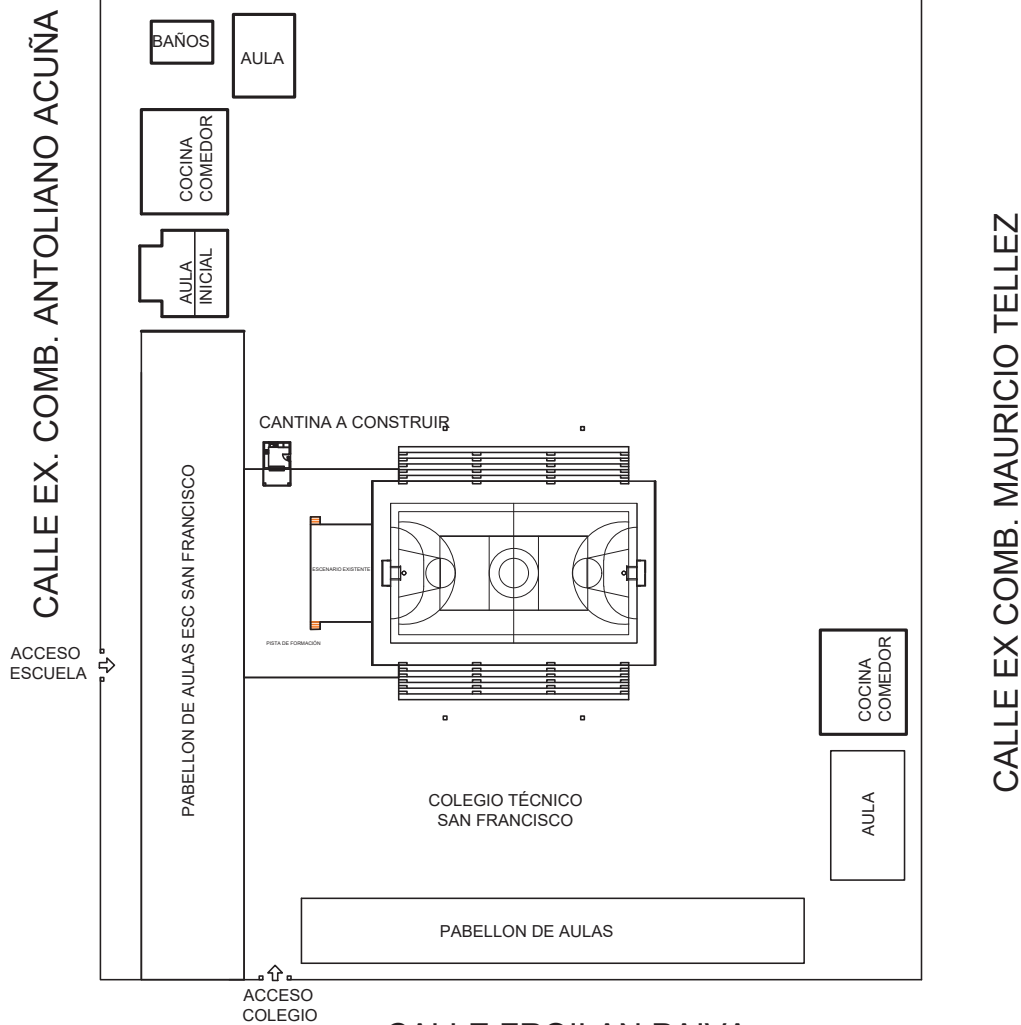 CALLE EX. COMB. ANTOLIANO ACUÑA
BAÑOS
AULA
COCINA
COMEDOR
AULA
INICIAL
CANTINA A CONSTRUIR
PABELLON DE AULAS ESC SAN FRANCISCO
ESCENARIO EXISTENTE
PISTA DE FORMACIÓN
ACCESO
ESCUELA
CALLE EX COMB. MAURICIO TELLEZ
COCINA
COMEDOR
AULA
COLEGIO TÉCNICO
SAN FRANCISCO
PABELLON DE AULAS
ACCESO
COLEGIO